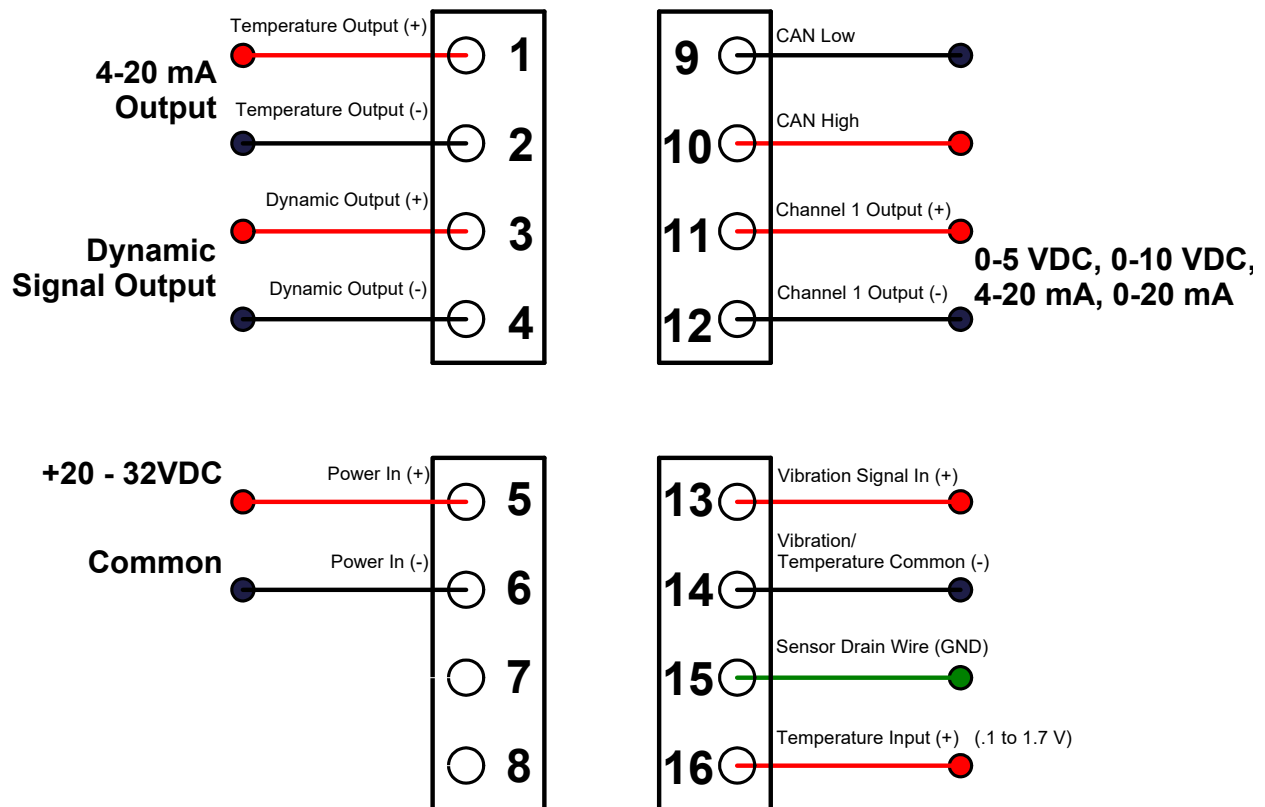 Temperature Output (+)
1
4-20 mA
Output
Temperature Output (-)
2
Dynamic Output (+)
3
Dynamic
Signal Output
Dynamic Output (-)
4
9
CAN Low
10
CAN High
11
Channel 1 Output (+)
0-5 VDC, 0-10 VDC,
4-20 mA, 0-20 mA
12
Channel 1 Output (-)
+20 - 32VDC
Power In (+)
5
Common
Power In (-)
6
7
8
13
Vibration Signal In (+)
Vibration/
Temperature Common (-)
14
Sensor Drain Wire (GND)
15
Temperature Input (+) (.1 to 1.7 V)
16